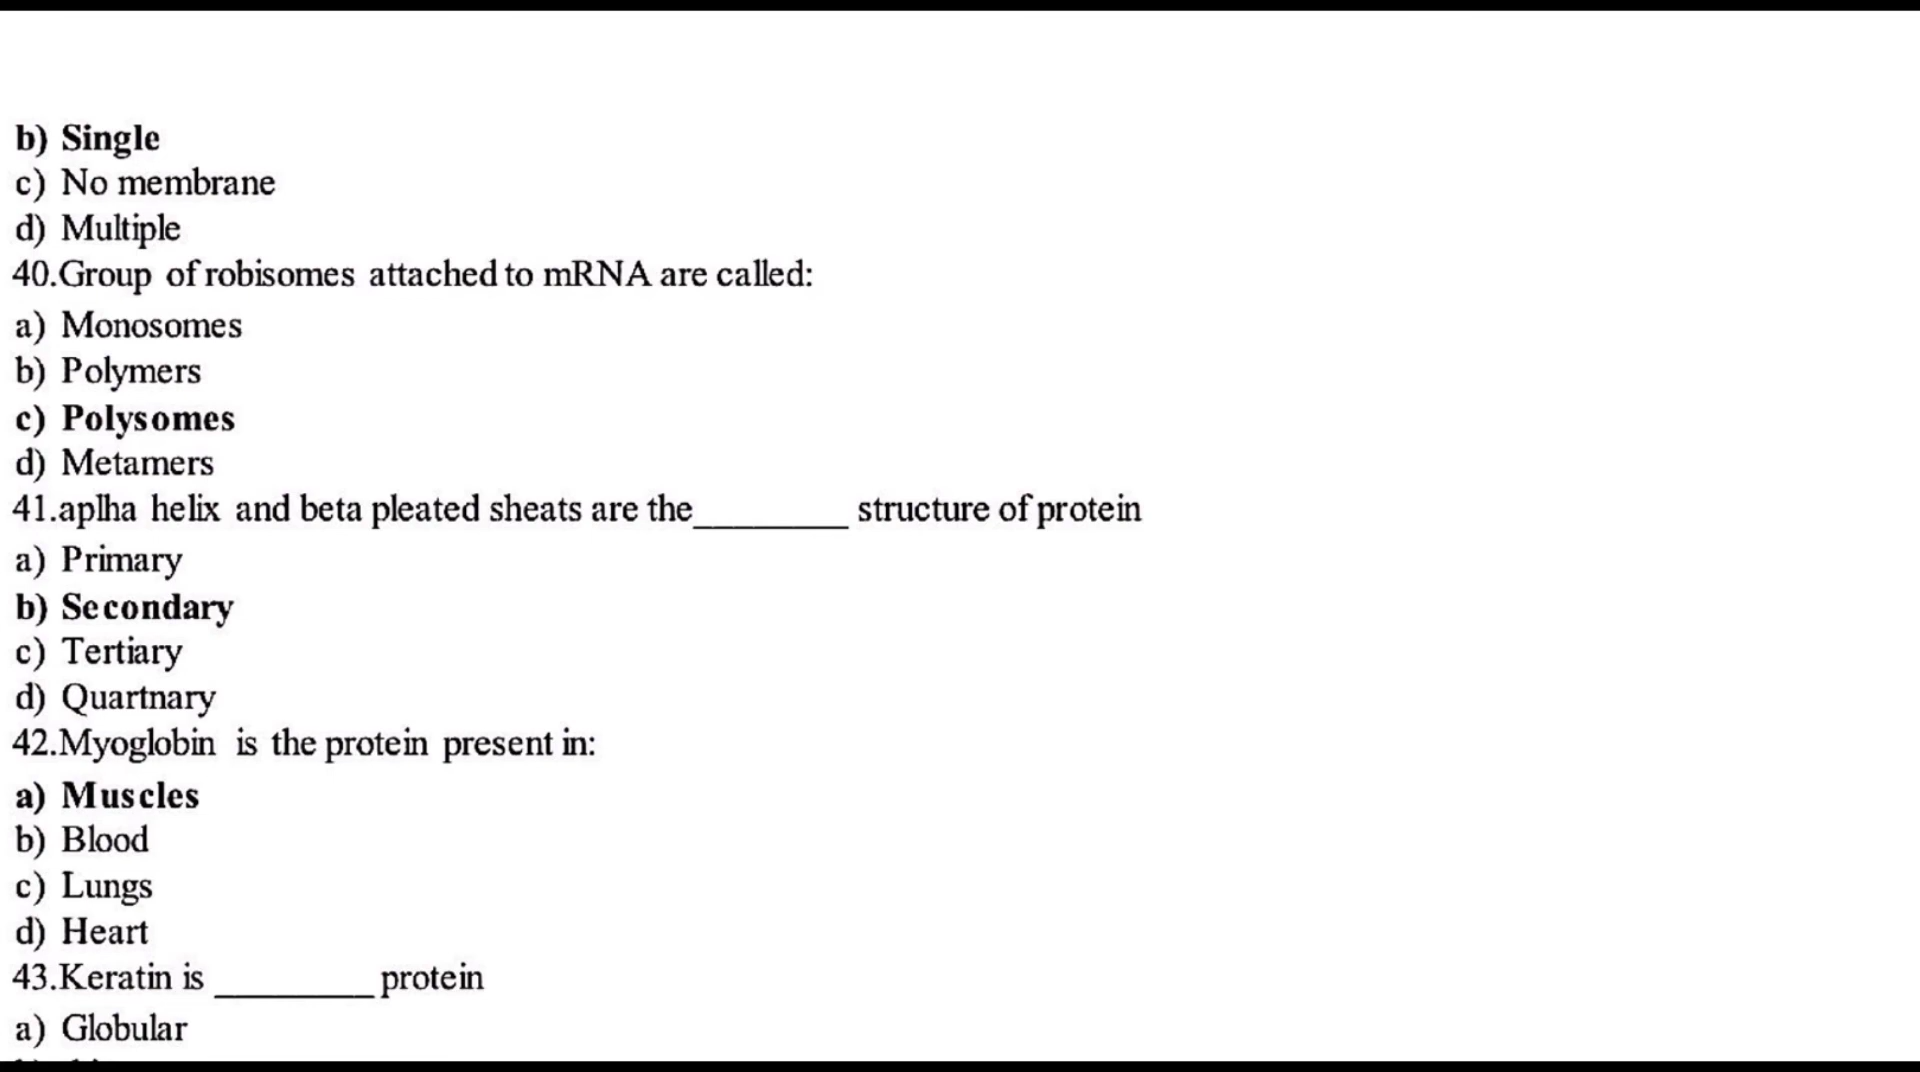 b) Single
c) No membrane
d) Multiple
40.Group of robisomes attached to mRNA are called:
a) Monosomes
b) Polymers
c) Polysomes
d) Metamers
41.aplha helix and beta pleated sheats are the________ structure of protein
a) Primary
b) Secondary
c) Tertiary
d) Quartnary
42.Myoglobin is the protein present in:
a) Muscles
b) Blood
c) Lungs
d) Heart
43.Keratin is ________ protein
a) Globular